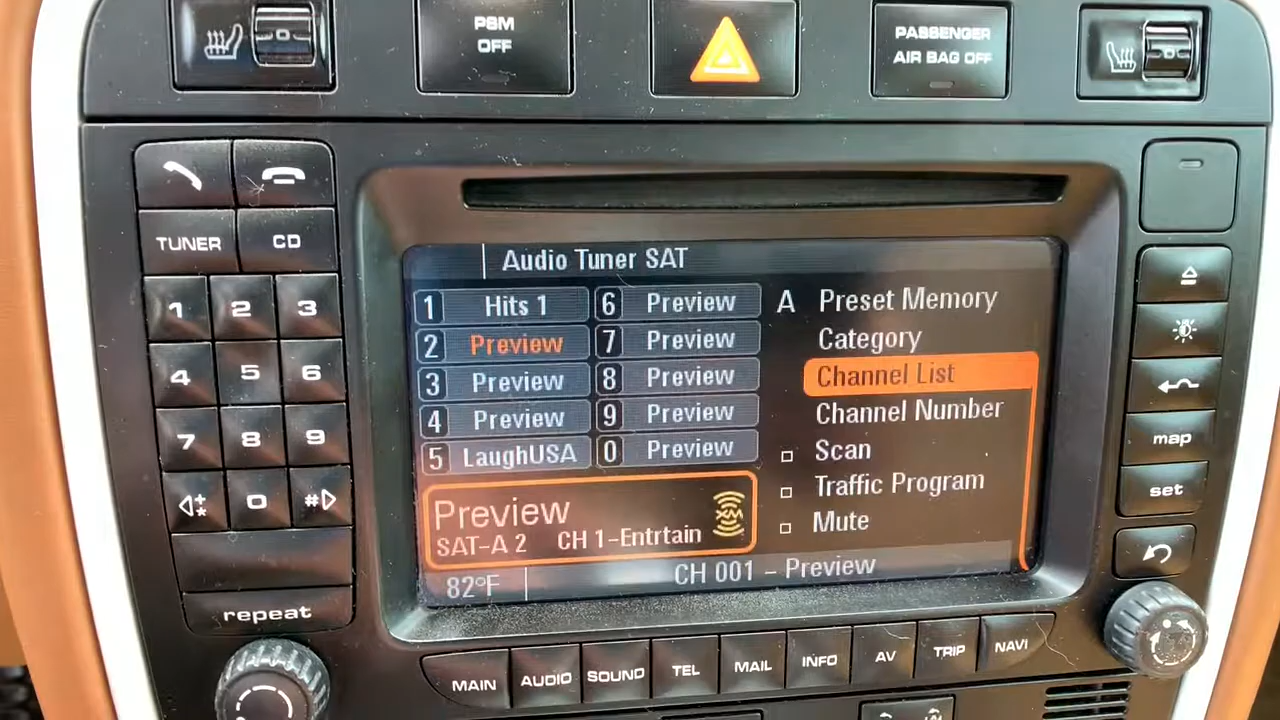 PSM
OFF
PASSENGER
AIR BAG OFF
TUNER
CD
1
2
3
4
5
6
7
8
9
*
0
#
repeat
Audio Tuner SAT
1 Hits 1
6 Preview
2 Preview
7 Preview
3 Preview
8 Preview
4 Preview
9 Preview
5 LaughUSA
0 Preview
A Preset Memory
Category
Channel List
Channel Number
Scan
Traffic Program
Mute
Preview
XM
SAT-A 2 CH 1-Entrtain
82°F
CH 001 - Preview
map
set
MAIN
AUDIO
SOUND
TEL
MAIL
INFO
AV
TRIP
NAVI